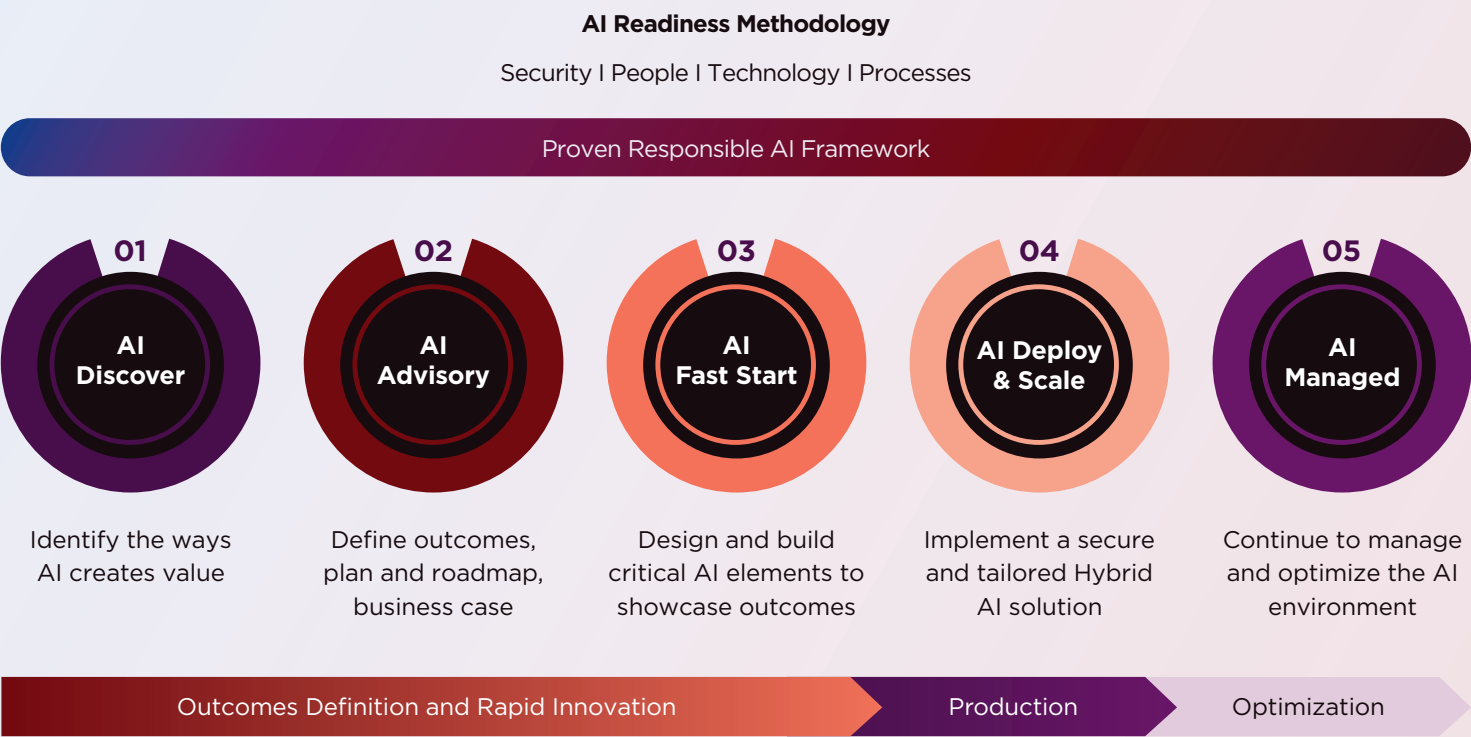 AI Readiness Methodology
Security I People I Technology I Processes
Proven Responsible AI Framework
01
AI
Discover
Identify the ways
AI creates value
02
AI
Advisory
Define outcomes,
plan and roadmap,
business case
03
AI
Fast Start
Design and build
critical AI elements to
showcase outcomes
04
AI Deploy
& Scale
Implement a secure
and tailored Hybrid
AI solution
05
AI
Managed
Continue to manage
and optimize the AI
environment
Outcomes Definition and Rapid Innovation
Production
Optimization